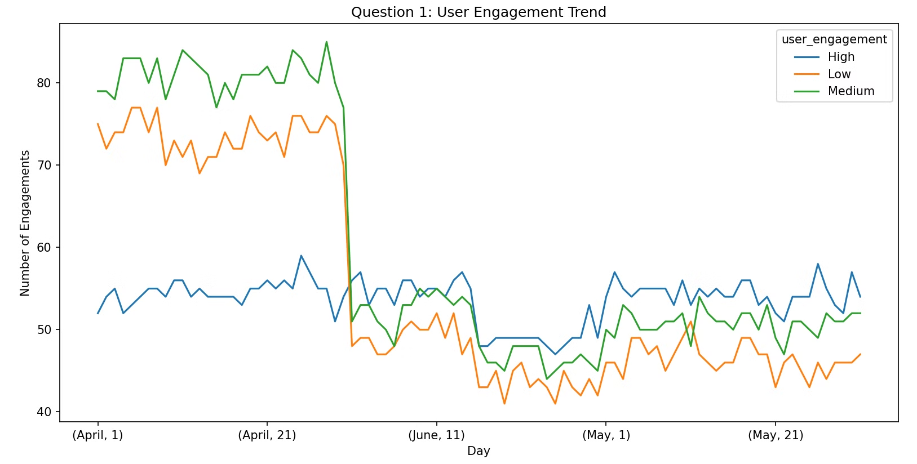 Question 1: User Engagement Trend
user_engagement
High
Low
Medium
Number of Engagements
80
70
60
50
40
(April, 1)
(April, 21)
(June, 11)
(May, 1)
(May, 21)
Day